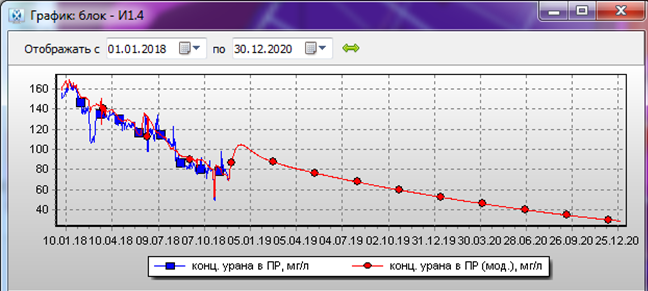 График: блок - И1.4
Отображать с 01.01.2018 по 30.12.2020
160
140
120
100
80
60
40
10.01.18 10.04.18 09.07.18 07.10.18 05.01.19 05.04.19 04.07.19 02.10.19 31.12.19 30.03.20 28.06.20 26.09.20 25.12.20
конц. урана в ПР, мг/л конц. урана в ПР (мод.), мг/л